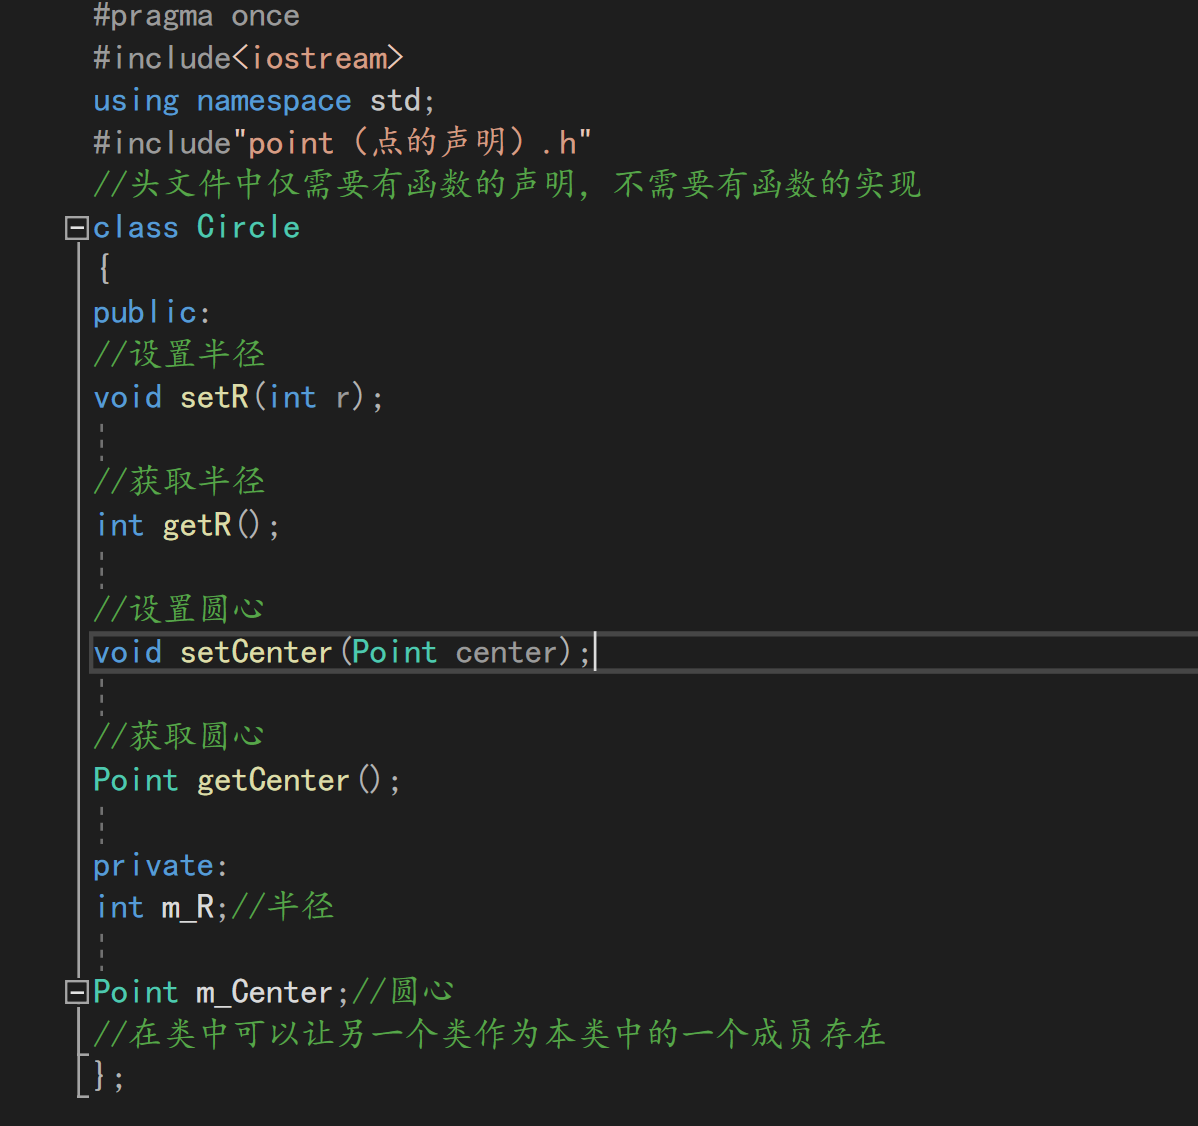 #pragma once
#include<iostream>
using namespace std;
#include"point（点的声明）.h"
//头文件中仅需要有函数的声明，不需要有函数的实现
class Circle
{
public:
//设置半径
void setR(int r);
//获取半径
int getR();
//设置圆心
void setCenter(Point center);
//获取圆心
Point getCenter();
private:
int m_R;//半径
Point m_Center;//圆心
//在类中可以让另一个类作为本类中的一个成员存在
};